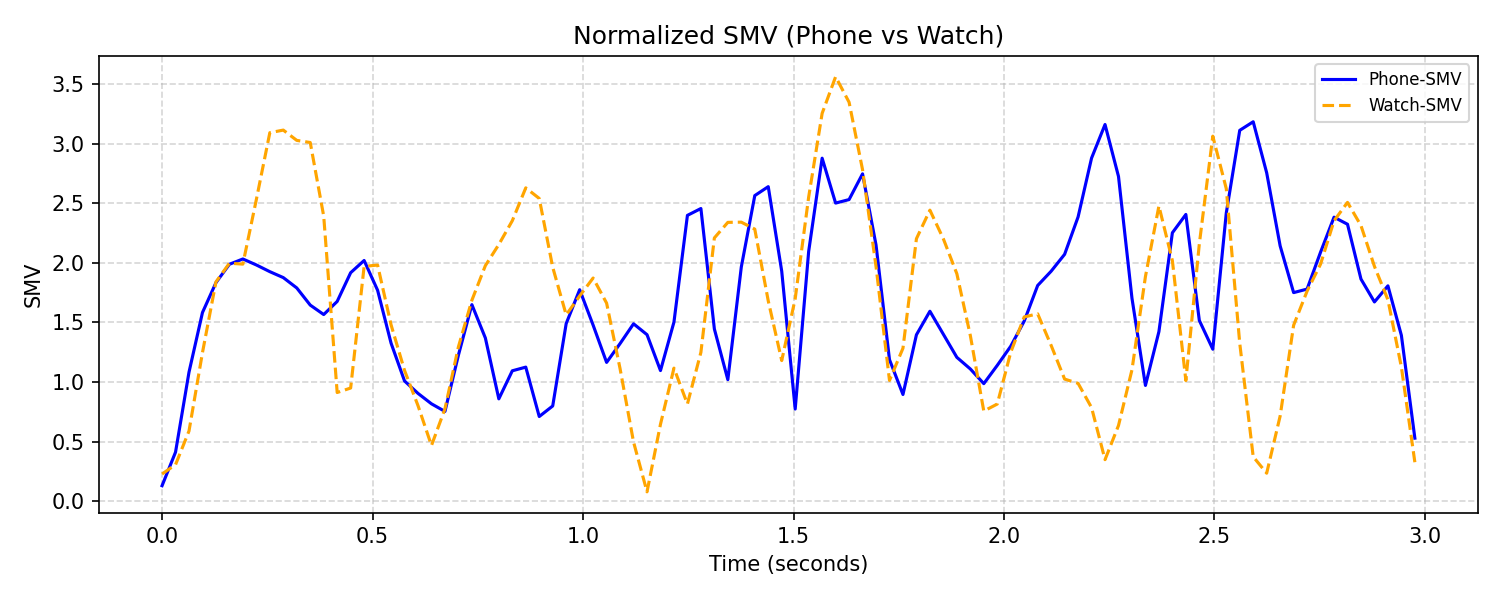 Normalized SMV (Phone vs Watch)
Phone-SMV
Watch-SMV
SMV
3.5
3.0
2.5
2.0
1.5
1.0
0.5
0.0
0.0 0.5 1.0 1.5 2.0 2.5 3.0
Time (seconds)